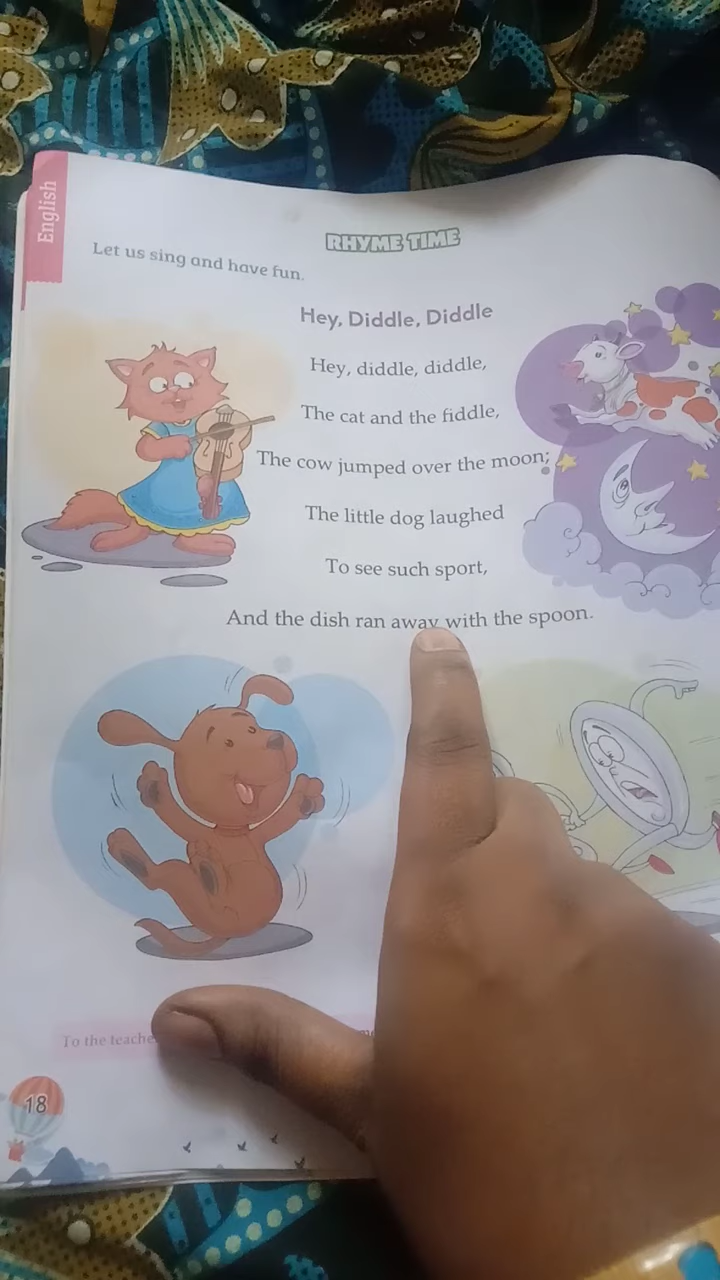 English
RHYME TIME
Let us sing and have fun.
Hey, Diddle, Diddle
Hey, diddle, diddle,
The cat and the fiddle,
The cow jumped over the moon;
The little dog laughed
To see such sport,
And the dish ran away with the spoon.
To the
18